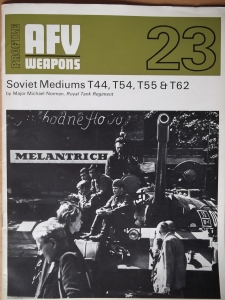 PROFILE
AFV
WEAPONS
23
Soviet Mediums T44, T54, T55 & T62
by Major Michael Norman, Royal Tank Regiment
MELANTRICH